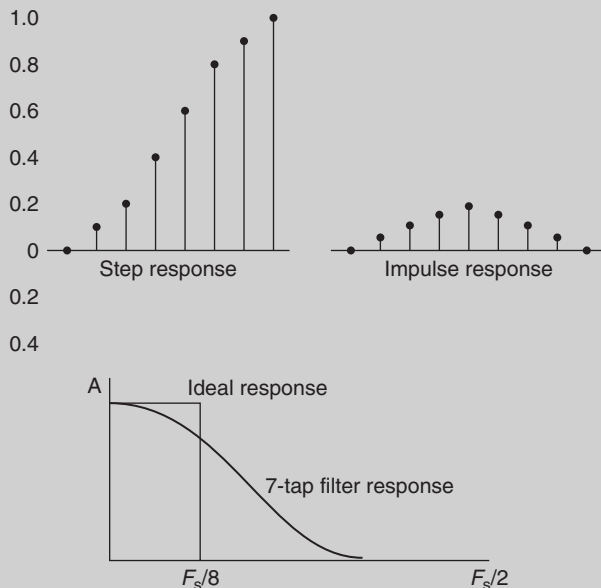 1.0
0.8
0.6
0.4
0.2
0
Step response
Impulse response
0.2
0.4
A
Ideal response
7-tap filter response
Fs/8
Fs/2